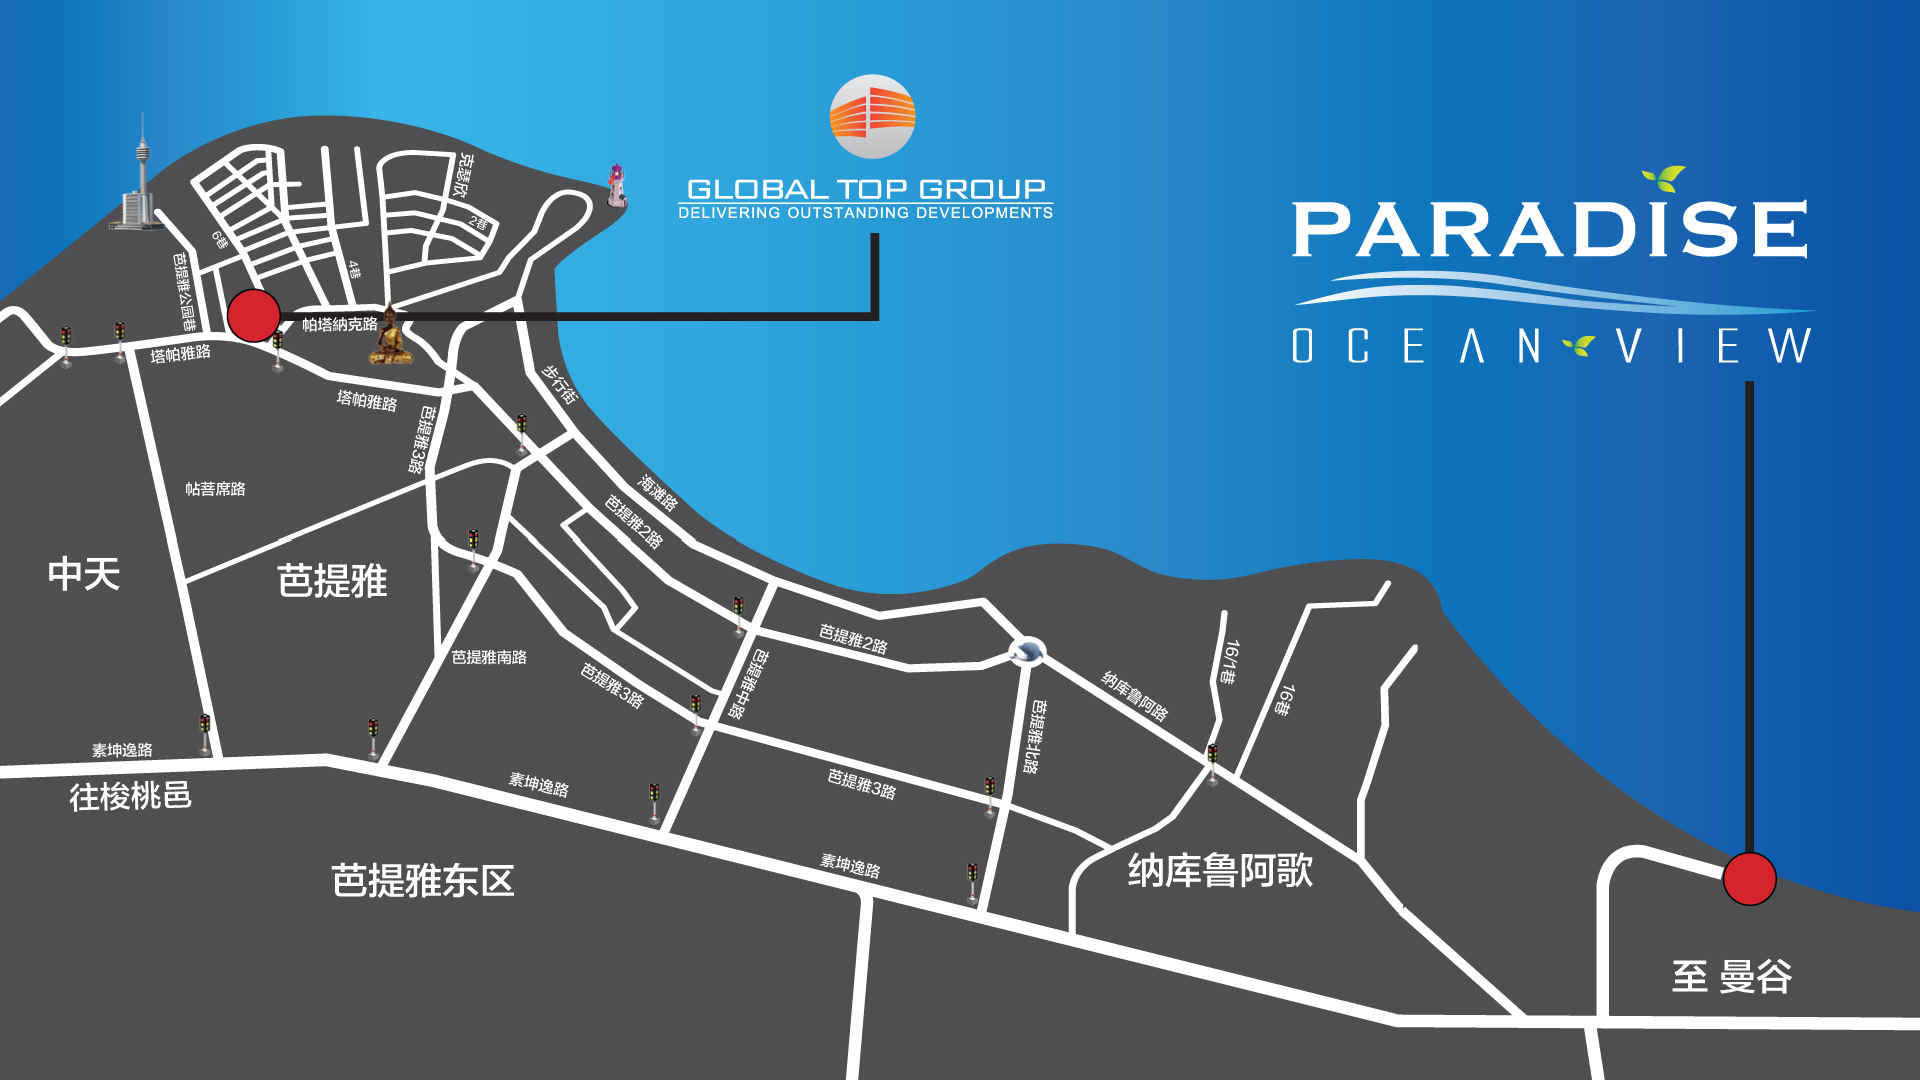 GLOBAL TOP GROUP
DELIVERING OUTSTANDING DEVELOPMENTS
PARADISE
OCEAN VIEW
克瑟欣
2巷
6巷
4巷
芭提雅公园巷
帕塔纳克路
塔帕雅路
塔帕雅路
步行街
芭提雅3路
帖菩席路
海滩路
芭提雅2路
中天
芭提雅
芭提雅南路
芭提雅3路
芭提雅2路
芭提雅中路
16/1巷
16巷
纳库鲁阿路
芭提雅北路
素坤逸路
往梭桃邑
素坤逸路
芭提雅3路
素坤逸路
芭提雅东区
纳库鲁阿歌
至 曼谷